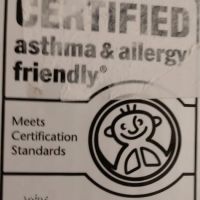 CERTIFIED
asthma & allergy
friendly®
Meets
Certification
Standards